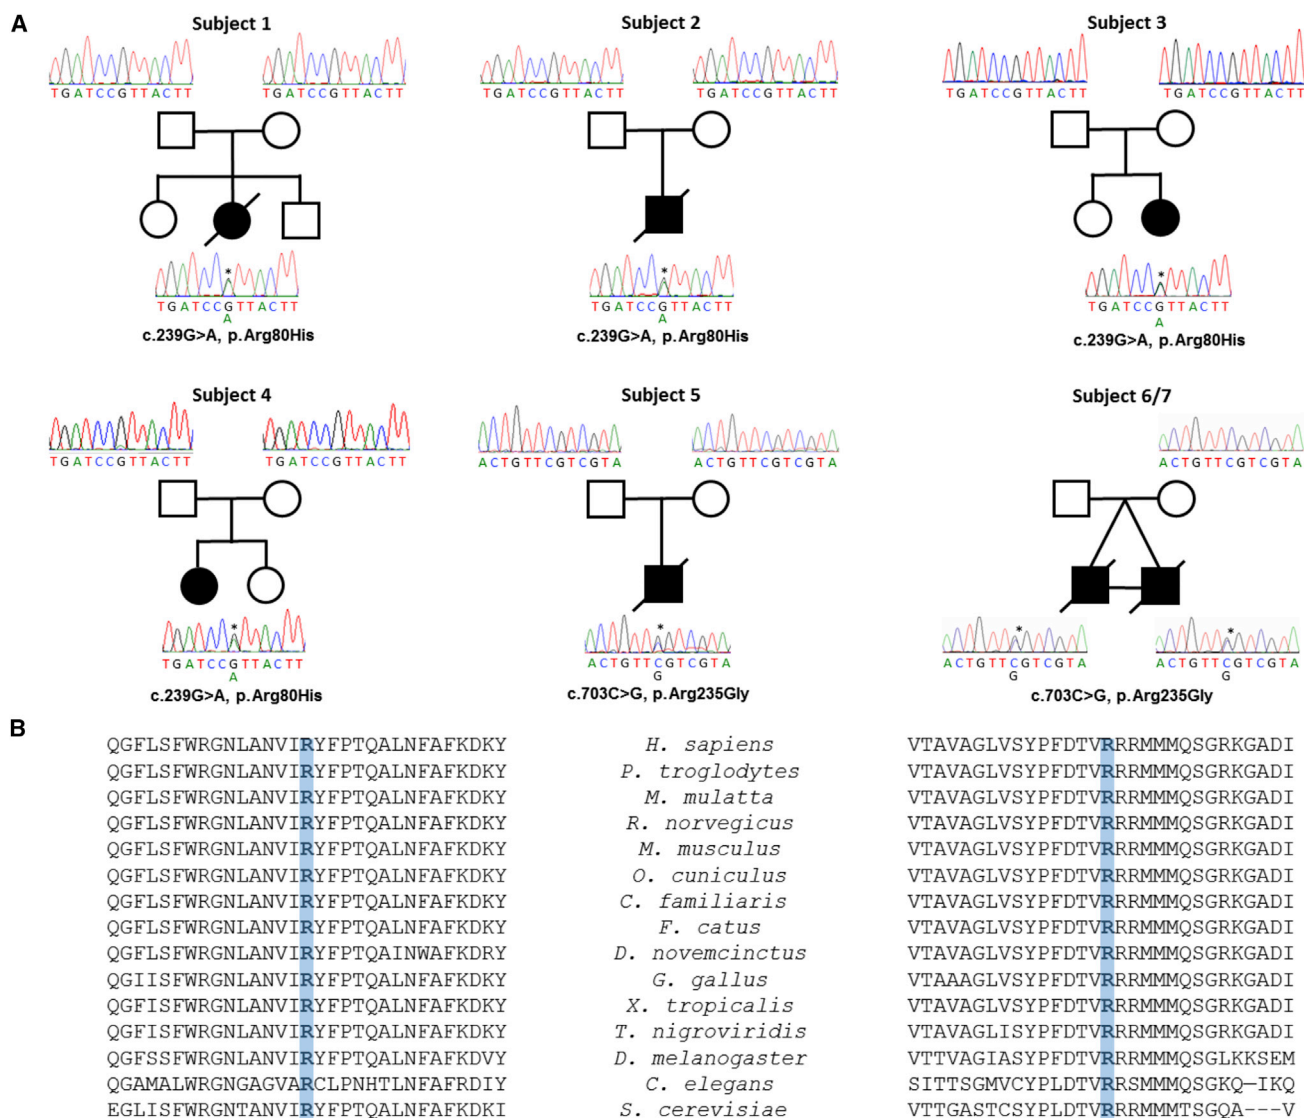 A
Subject 1
Subject 2
Subject 3
TGATCCGTTACTT TGATCCGTTACTT
TGATCCGTTACTT TGATCCGTTACTT
TGATCCGTTACTT TGATCCGTTACTT
*
TGATCCGTTACTT
A
c.239G>A, p.Arg80His
*
TGATCCGTTACTT
A
c.239G>A, p.Arg80His
*
TGATCCGTTACTT
A
c.239G>A, p.Arg80His
Subject 4
Subject 5
Subject 6/7
TGATCCGTTACTT TGATCCGTTACTT
ACTGTTCGTCGTA ACTGTTCGTCGTA
ACTGTTCGTCGTA
*
TGATCCGTTACTT
A
c.239G>A, p.Arg80His
*
ACTGTTCGTCGTA
G
c.703C>G, p.Arg235Gly
* *
ACTGTTCGTCGTA ACTGTTCGTCGTA
G G
c.703C>G, p.Arg235Gly
B
QGFLSFWRGNLANVIRYFPTQALNFAFKDKY H. sapiens VTAVAGLVSYPFDTVRRRMMMQSGRKGADI
QGFLSFWRGNLANVIRYFPTQALNFAFKDKY P. troglodytes VTAVAGLVSYPFDTVRRRMMMQSGRKGADI
QGFLSFWRGNLANVIRYFPTQALNFAFKDKY M. mulatta VTAVAGLVSYPFDTVRRRMMMQSGRKGADI
QGFLSFWRGNLANVIRYFPTQALNFAFKDKY R. norvegicus VTAVAGLVSYPFDTVRRRMMMQSGRKGADI
QGFLSFWRGNLANVIRYFPTQALNFAFKDKY M. musculus VTAVAGLVSYPFDTVRRRMMMQSGRKGADI
QGFLSFWRGNLANVIRYFPTQALNFAFKDKY O. cuniculus VTAVAGLVSYPFDTVRRRMMMQSGRKGADI
QGFLSFWRGNLANVIRYFPTQALNFAFKDKY C. familiaris VTAVAGLVSYPFDTVRRRMMMQSGRKGADI
QGFLSFWRGNLANVIRYFPTQALNFAFKDKY F. catus VTAVAGLVSYPFDTVRRRMMMQSGRKGADI
QGFLSFWRGNLANVIRYFPTQAINWAFKDRY D. novemcinctus VTAVAGLVSYPFDTVRRRMMMQSGRKGADI
QGIISFWRGNLANVIRYFPTQALNFAFKDKY G. gallus VTAAAGLVSYPFDTVRRRMMMQSGRKGADI
QGFISFWRGNLANVIRYFPTQALNFAFKDKY X. tropicalis VTAVAGLVSYPFDTVRRRMMMQSGRKGADI
QGFISFWRGNLANVIRYFPTQALNFAFKDKY T. nigroviridis VTAVAGLISYPFDTVRRRMMMQSGRKGADI
QGFSSFWRGNLANVIRYFPTQALNFAFKDVY D. melanogaster VTTVAGIASYPFDTVRRRMMMQSGLKKSEM
QGAMALWRGNGAGVARCLPNHTLNFAFRDIY C. elegans SITTSGMVCYPLDTVRRSMMMQSGKQ-IKQ
EGLISFWRGNTANVIRYFPTQALNFAFKDKI S. cerevisiae VTTGASTCSYPLDTVRRRMMMTSGQA---V